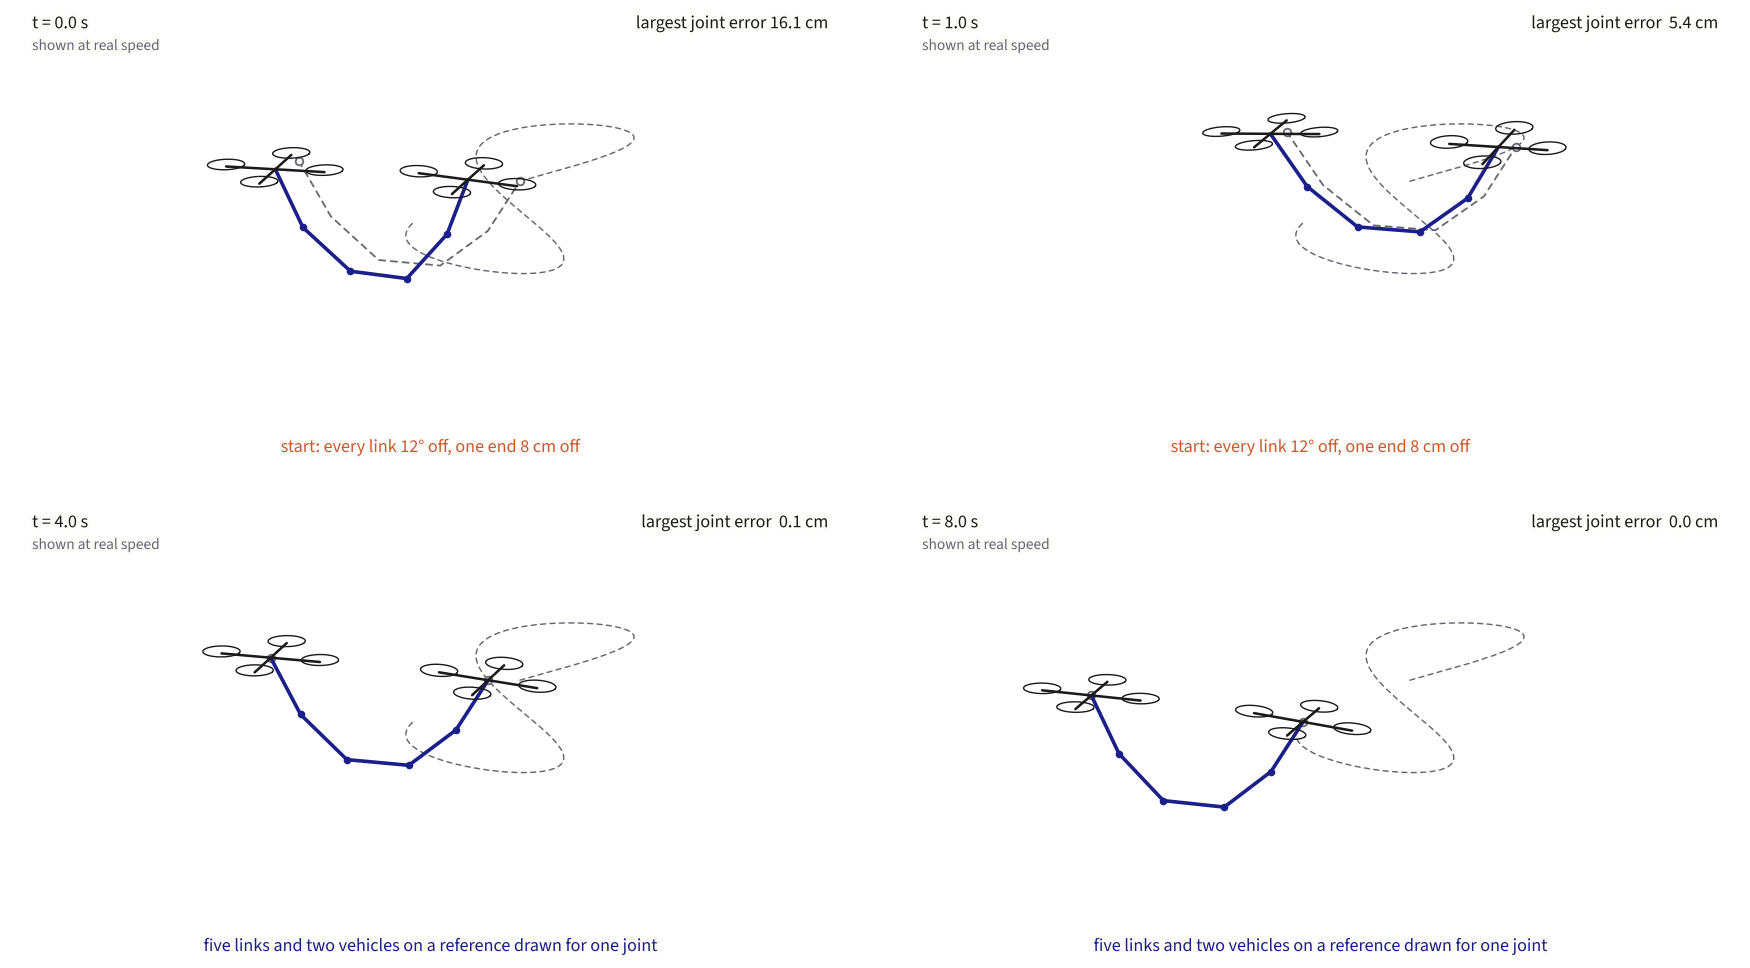 t = 0.0 s
largest joint error 16.1 cm
shown at real speed
start: every link 12° off, one end 8 cm off
t = 1.0 s
largest joint error 5.4 cm
shown at real speed
start: every link 12° off, one end 8 cm off
t = 4.0 s
largest joint error 0.1 cm
shown at real speed
five links and two vehicles on a reference drawn for one joint
t = 8.0 s
largest joint error 0.0 cm
shown at real speed
five links and two vehicles on a reference drawn for one joint